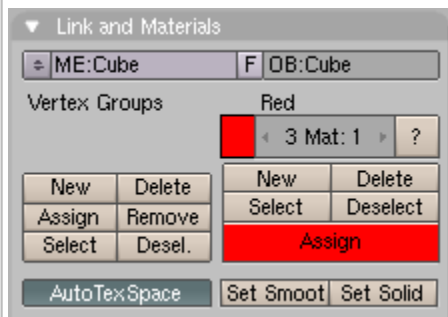 Link and Materials
ME:Cube F OB:Cube
Vertex Groups Red
3 Mat: 1 ?
New Delete New Delete
Assign Remove Select Deselect
Select Desel. Assign
AutoTexSpace Set Smoot Set Solid